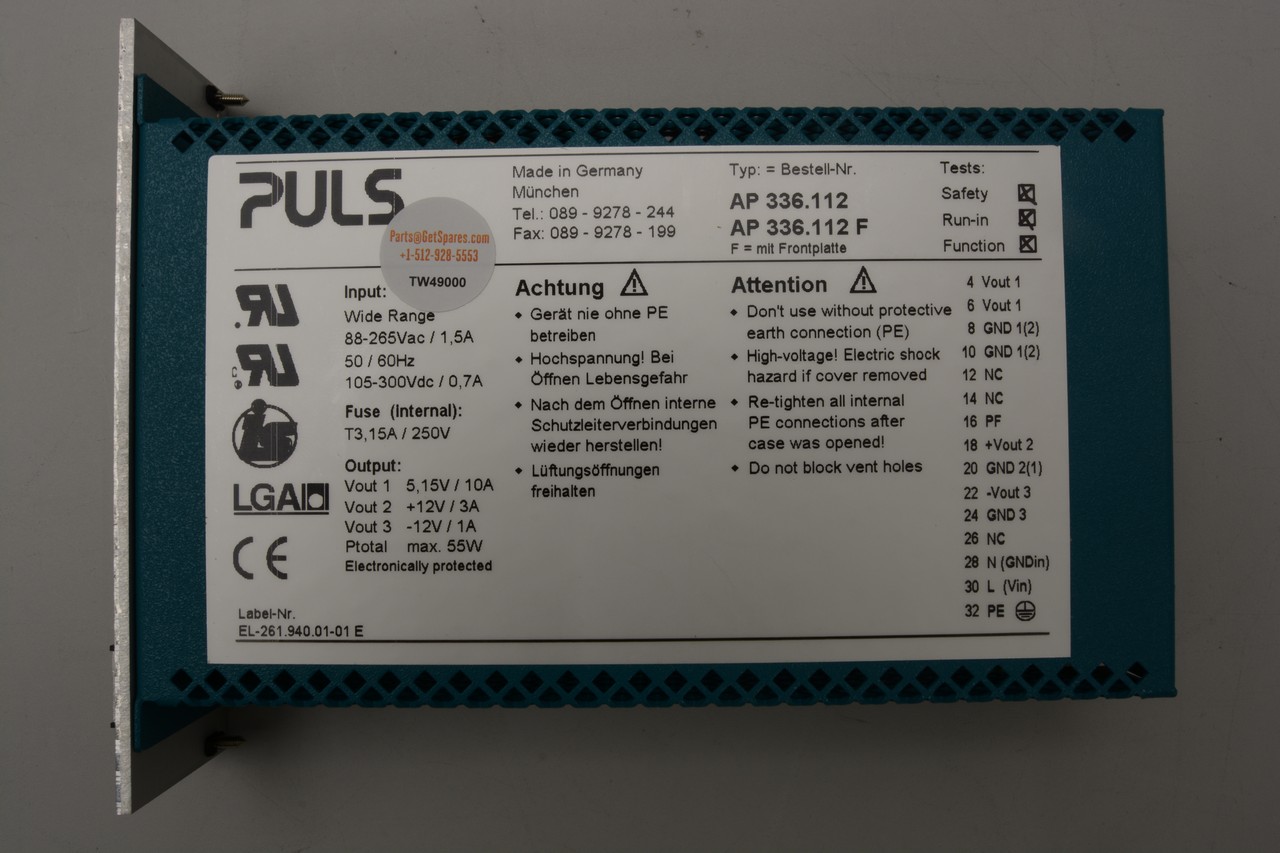 PULS
Made in Germany
München
Tel.: 089 - 9278 - 244
Fax: 089 - 9278 - 199
Typ: = Bestell-Nr.
AP 336.112
AP 336.112 F
F = mit Frontplatte
Tests:
Safety
Run-in
Function
Parts@GetSpares.com
+1-512-928-5553
TW49000
Input:
Wide Range
88-265Vac / 1,5A
50 / 60Hz
105-300Vdc / 0,7A
Fuse (Internal):
T3,15A / 250V
Output:
Vout 1 5,15V / 10A
Vout 2 +12V / 3A
Vout 3 -12V / 1A
Ptotal max. 55W
Electronically protected
LGA
CE
Label-Nr.
EL-261.940.01-01 E
Achtung
Gerät nie ohne PE
betreiben
Hochspannung! Bei
Öffnen Lebensgefahr
Nach dem Öffnen interne
Schutzleiterverbindungen
wieder herstellen!
Lüftungsöffnungen
freihalten
Attention
Don't use without protective
earth connection (PE)
High-voltage! Electric shock
hazard if cover removed
Re-tighten all internal
PE connections after
case was opened!
Do not block vent holes
4 Vout 1
6 Vout 1
8 GND 1(2)
10 GND 1(2)
12 NC
14 NC
16 PF
18 +Vout 2
20 GND 2(1)
22 -Vout 3
24 GND 3
26 NC
28 N (GNDin)
30 L (Vin)
32 PE